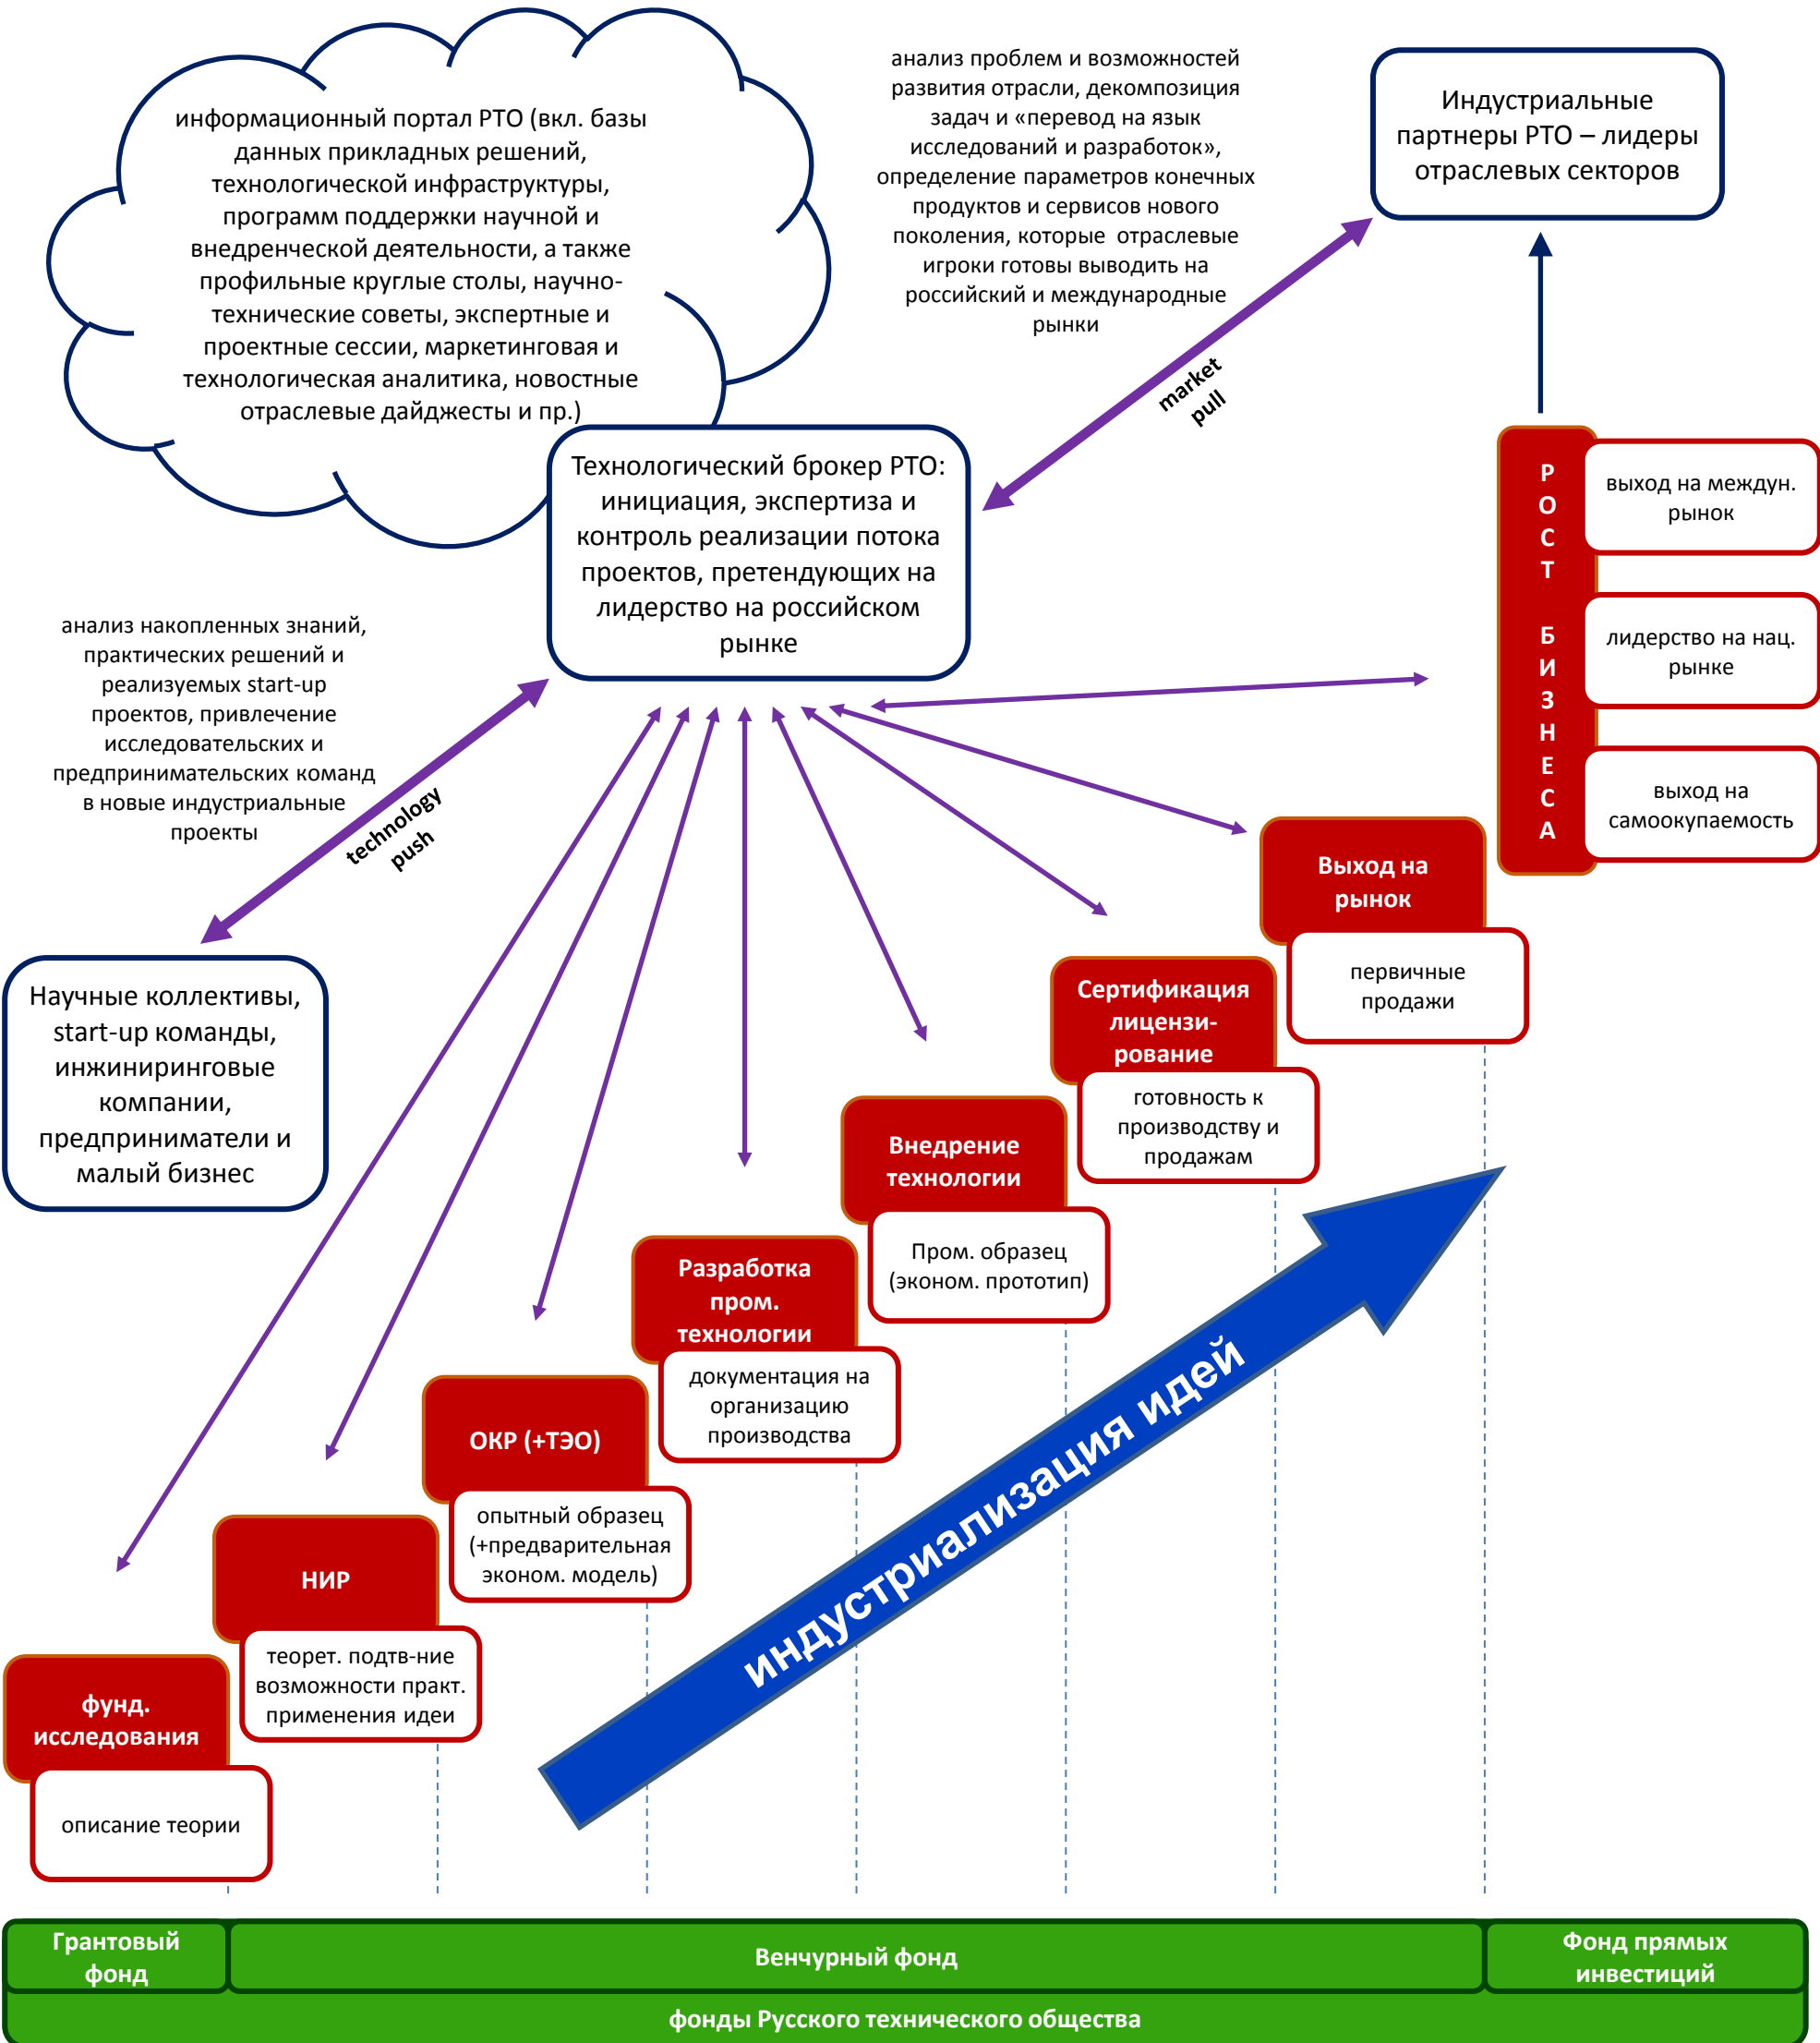 информационный портал РТО (вкл. базы
данных прикладных решений,
технологической инфраструктуры,
программ поддержки научной и
внедренческой деятельности, а также
профильные круглые столы, научно-
технические советы, экспертные и
проектные сессии, маркетинговая и
технологическая аналитика, новостные
отраслевые дайджесты и пр.)
анализ проблем и возможностей
развития отрасли, декомпозиция
задач и «перевод на язык
исследований и разработок»,
определение параметров конечных
продуктов и сервисов нового
поколения, которые отраслевые
игроки готовы выводить на
российский и международные
рынки
Индустриальные
партнеры РТО – лидеры
отраслевых секторов
market
pull
Технологический брокер РТО:
инициация, экспертиза и
контроль реализации потока
проектов, претендующих на
лидерство на российском
рынке
РОСТ БИЗНЕСА
выход на междун.
рынок
лидерство на нац.
рынке
выход на
самоокупаемость
анализ накопленных знаний,
практических решений и
реализуемых start-up
проектов, привлечение
исследовательских и
предпринимательских команд
в новые индустриальные
проекты
technology
push
Научные коллективы,
start-up команды,
инжиниринговые
компании,
предприниматели и
малый бизнес
Выход на
рынок
первичные
продажи
Сертификация
лицензи-
рование
готовность к
производству и
продажам
Внедрение
технологии
Пром. образец
(эконом. прототип)
Разработка
пром.
технологии
документация на
организацию
производства
ОКР (+ТЭО)
опытный образец
(+предварительная
эконом. модель)
НИР
теорет. подтв-ние
возможности практ.
применения идеи
фунд.
исследования
описание теории
индустриализация идей
Грантовый
фонд
Венчурный фонд
Фонд прямых
инвестиций
фонды Русского технического общества